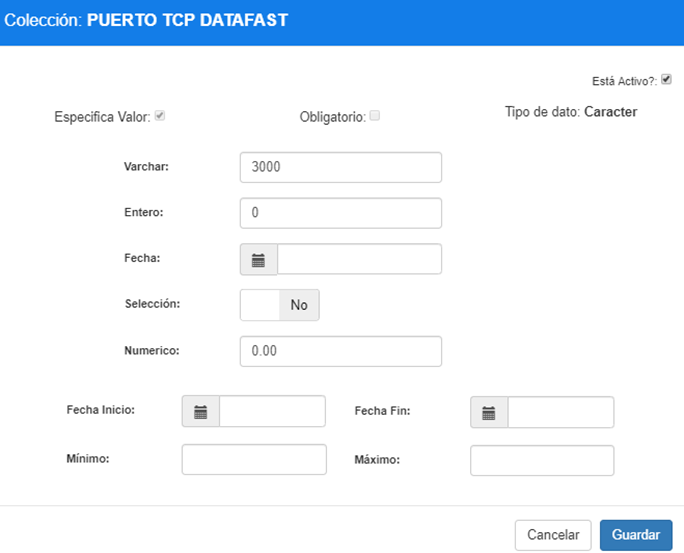 Colección: PUERTO TCP DATAFAST
Está Activo?:
Especifica Valor:
Obligatorio:
Tipo de dato: Caracter
Varchar: 3000
Entero: 0
Fecha:
Selección: No
Numerico: 0.00
Fecha Inicio:
Fecha Fin:
Mínimo:
Máximo:
Cancelar
Guardar